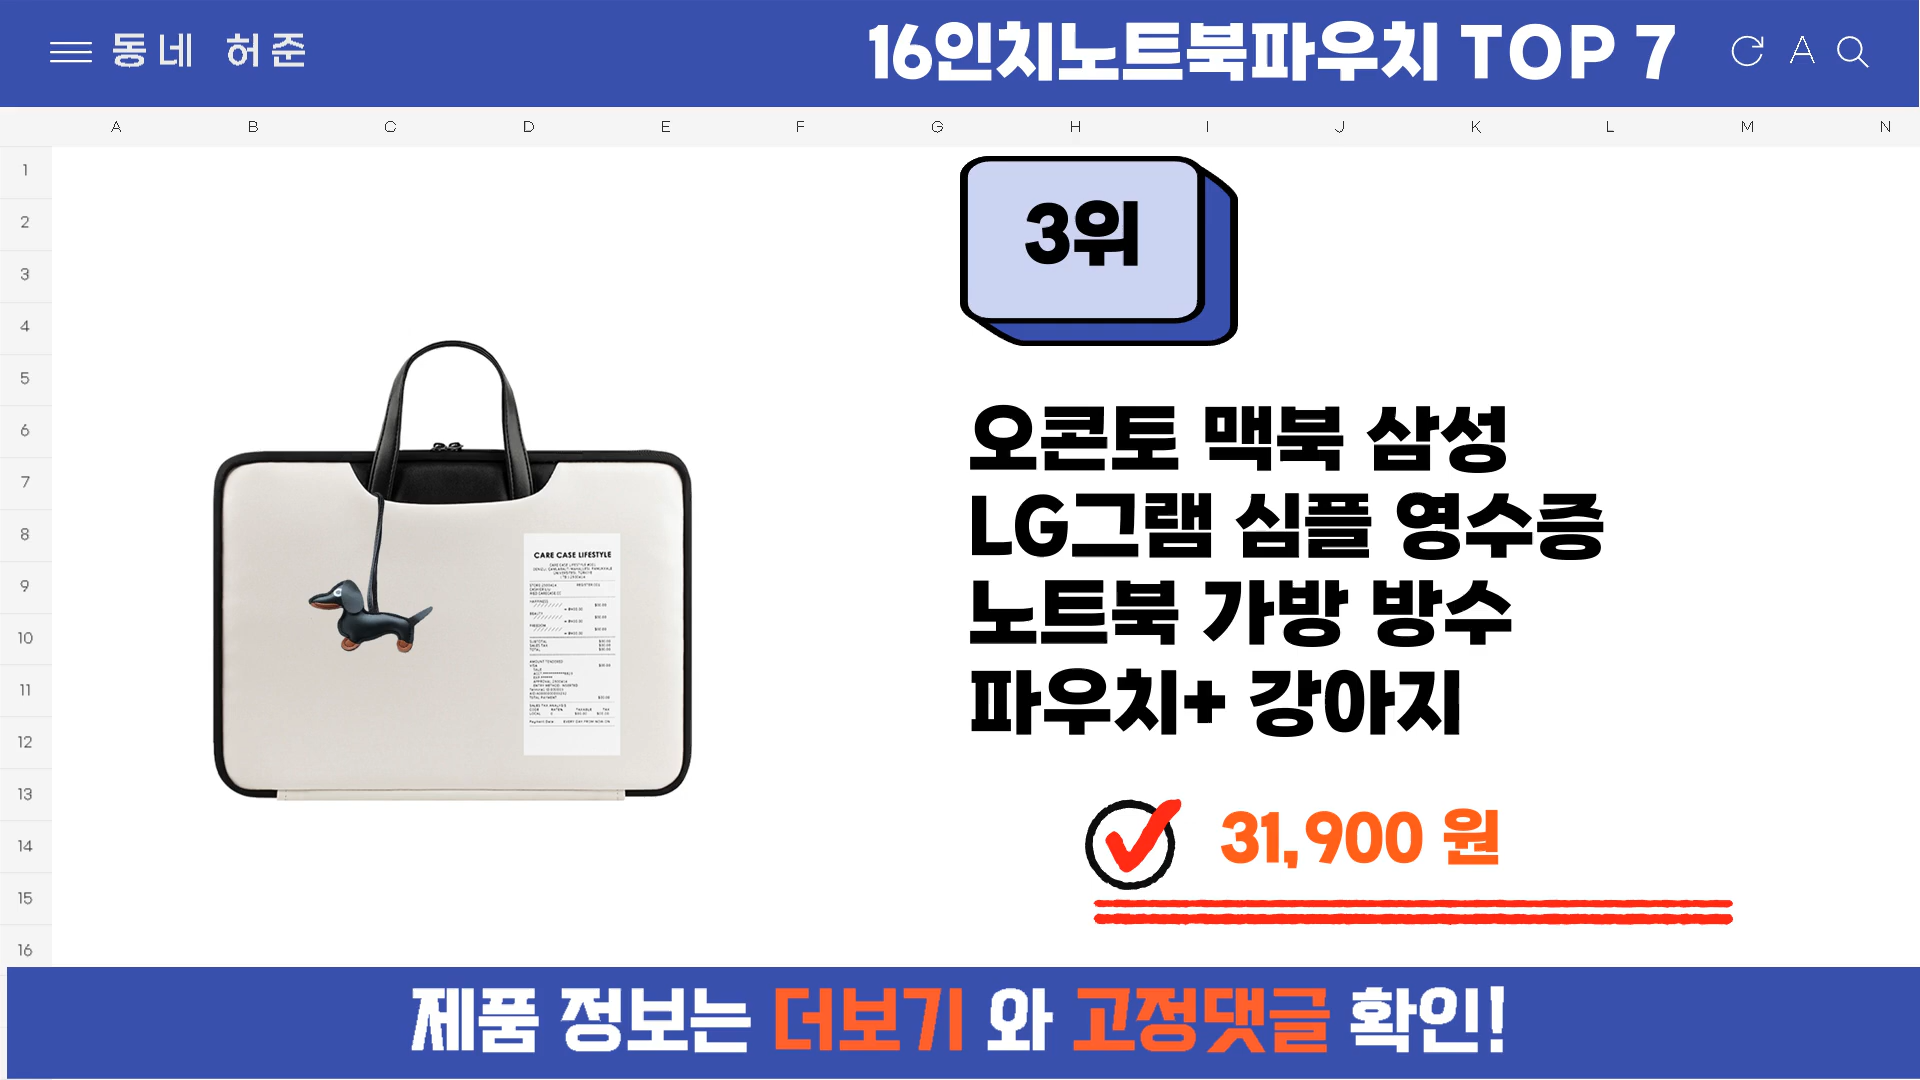 동네 허준
16인치노트북파우치 TOP 7
A
A B C D E F G H I J K L M N
1
2
3
4
5
6
7
8
9
10
11
12
13
14
15
16
3위
오콘토 맥북 삼성
LG그램 심플 영수증
노트북 가방 방수
파우치+ 강아지
CARE CASE LIFESTYLE
31,900 원
제품 정보는 더보기 와 고정댓글 확인!